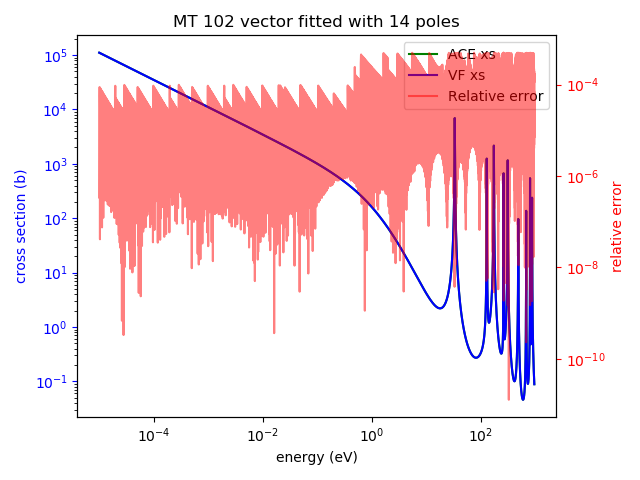 MT 102 vector fitted with 14 poles
ACE xs
VF xs
Relative error
cross section (b)
10^5
10^4
10^3
10^2
10^1
10^0
10^-1
10^-4
10^-6
10^-8
10^-10
relative error
10^-4
10^-2
10^0
10^2
energy (eV)